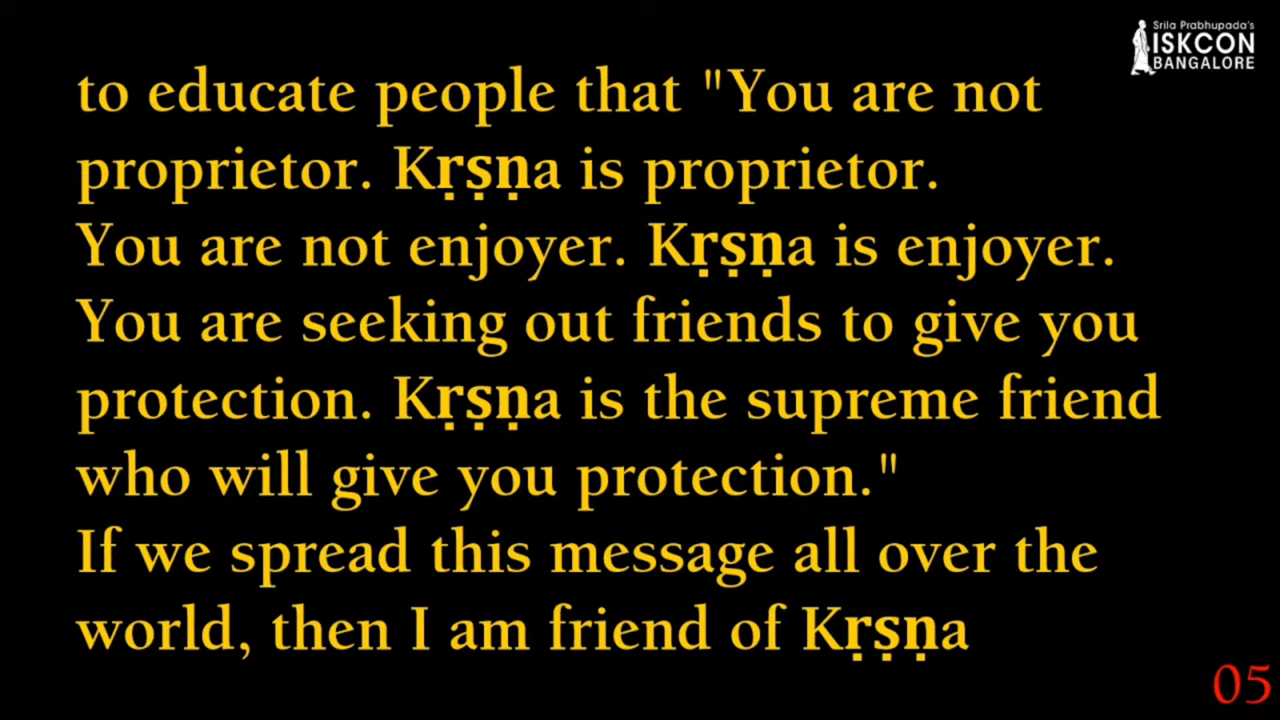 Srila Prabhupada's
ISKCON
BANGALORE
to educate people that "You are not
proprietor. Kṛṣṇa is proprietor.
You are not enjoyer. Kṛṣṇa is enjoyer.
You are seeking out friends to give you
protection. Kṛṣṇa is the supreme friend
who will give you protection."
If we spread this message all over the
world, then I am friend of Kṛṣṇa
05